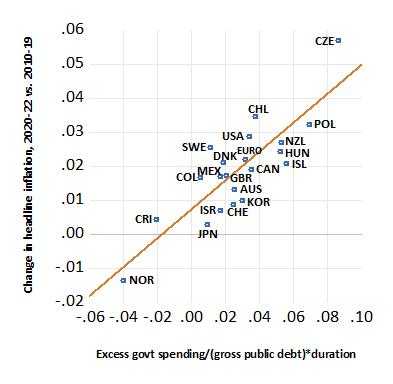 Change in headline inflation, 2020-22 vs. 2010-19
.06
.05
.04
.03
.02
.01
.00
-.01
-.02
CZE
CHL
POL
USA
SWE
NZL
EURO
HUN
DNK
ISL
MEX
CAN
COL
GBR
AUS
KOR
ISR
CHE
CRI
JPN
NOR
-.06 -.04 -.02 .00 .02 .04 .06 .08 .10
Excess govt spending/(gross public debt)*duration